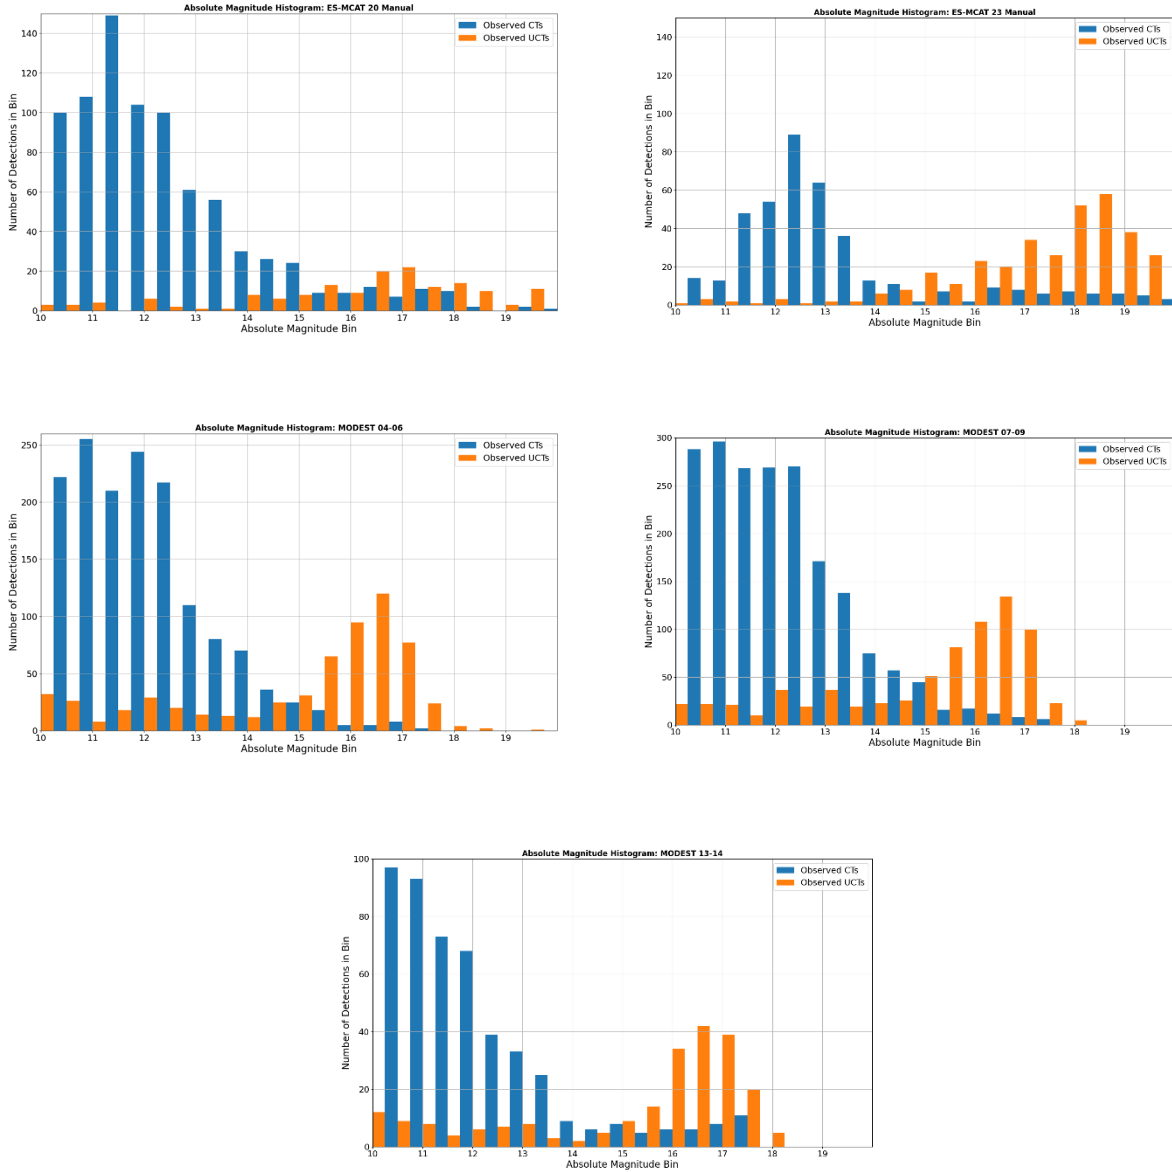 Absolute Magnitude Histogram: ES-MCAT 20 Manual
Number of Detections in Bin
140
120
100
80
60
40
20
0
Observed CTs
Observed UCTs
10 11 12 13 14 15 16 17 18 19
Absolute Magnitude Bin
Absolute Magnitude Histogram: ES-MCAT 23 Manual
Number of Detections in Bin
140
120
100
80
60
40
20
0
Observed CTs
Observed UCTs
10 11 12 13 14 15 16 17 18 19
Absolute Magnitude Bin
Absolute Magnitude Histogram: MODEST 04-06
Number of Detections in Bin
250
200
150
100
50
0
Observed CTs
Observed UCTs
10 11 12 13 14 15 16 17 18 19
Absolute Magnitude Bin
Absolute Magnitude Histogram: MODEST 07-09
Number of Detections in Bin
300
250
200
150
100
50
0
Observed CTs
Observed UCTs
10 11 12 13 14 15 16 17 18 19
Absolute Magnitude Bin
Absolute Magnitude Histogram: MODEST 13-14
Number of Detections in Bin
100
80
60
40
20
0
Observed CTs
Observed UCTs
10 11 12 13 14 15 16 17 18 19
Absolute Magnitude Bin